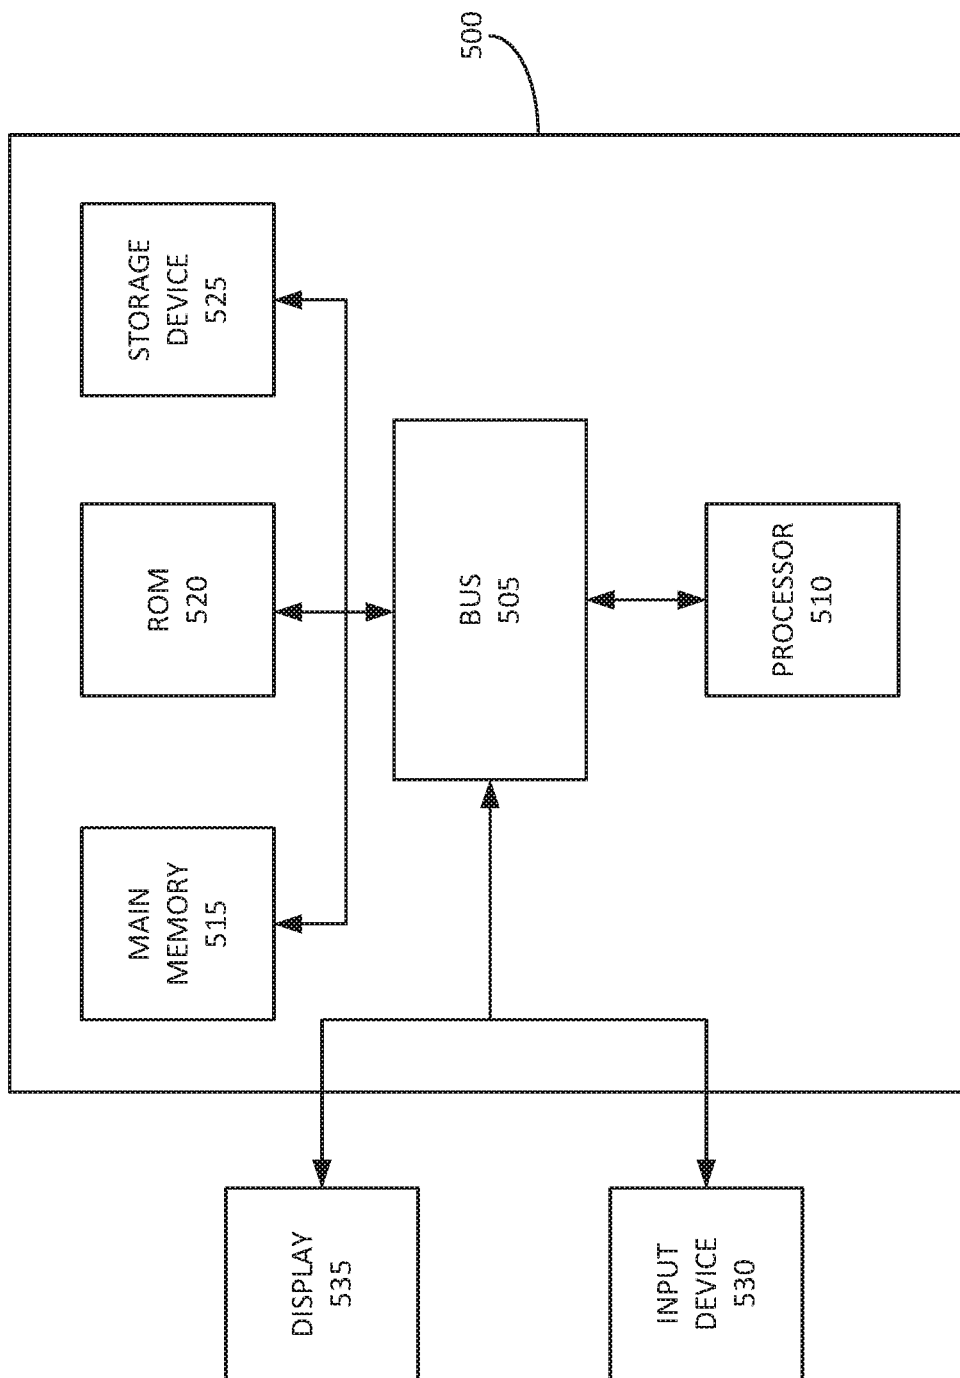 500
STORAGE
DEVICE
525
ROM
520
MAIN
MEMORY
515
BUS
505
PROCESSOR
510
DISPLAY
535
INPUT
DEVICE
530